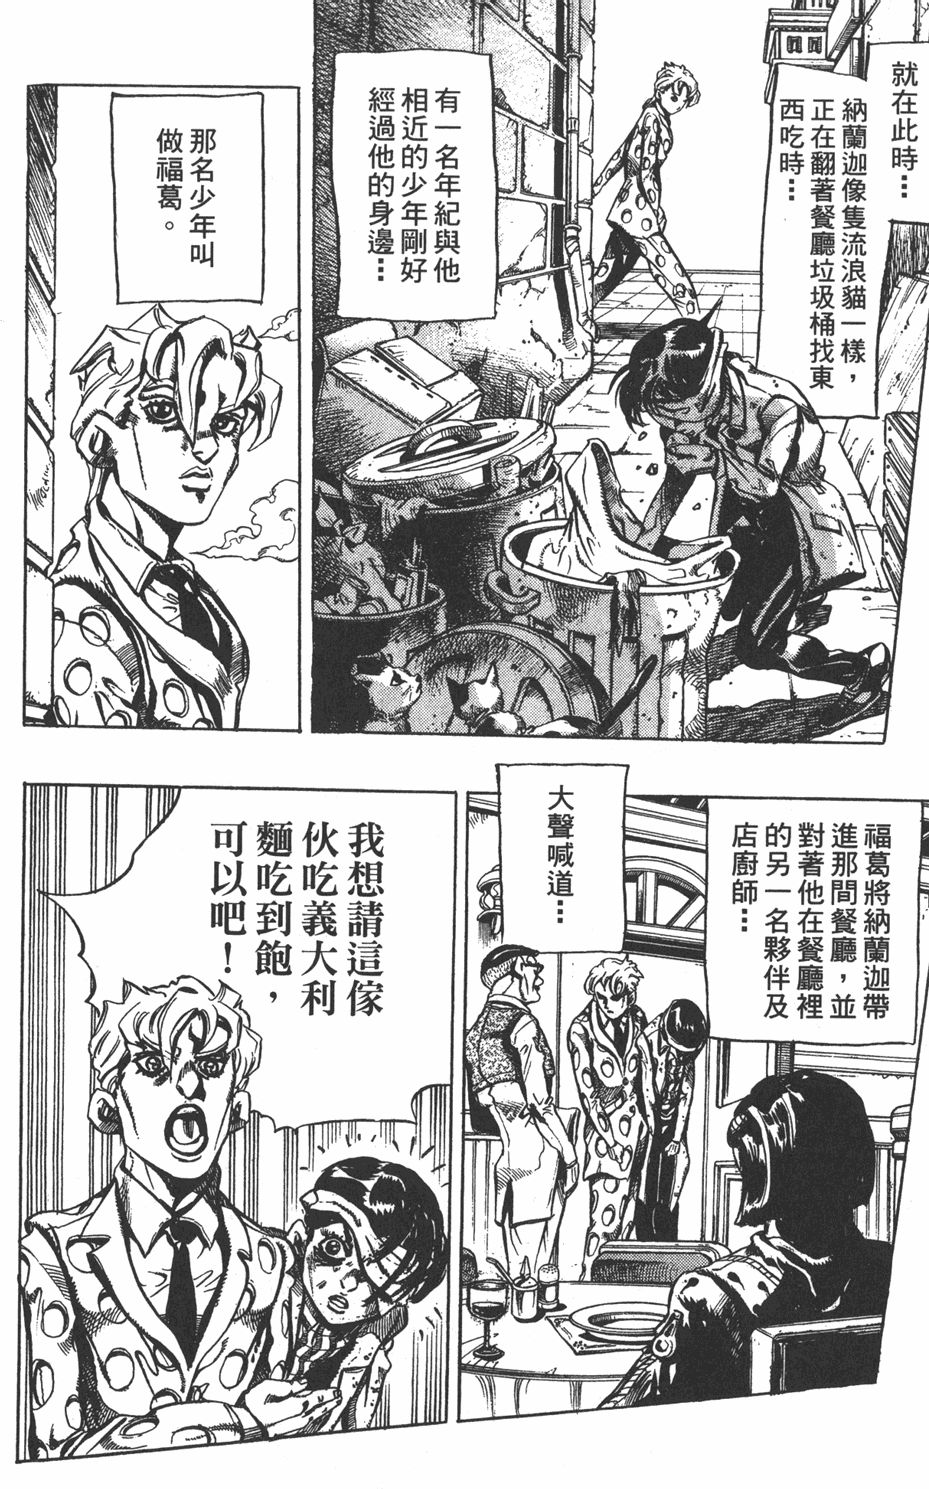 就在此時…
納蘭迦像隻流浪貓一樣，
正在翻著餐廳垃圾桶找東
西吃時…
有一名年紀與他
相近的少年剛好
經過他的身邊…
那名少年叫
做福葛。
福葛將納蘭迦帶
進那間餐廳，並
對著他在餐廳裡
的另一名夥伴及
店廚師…
大聲喊道…
我想請這傢
伙吃義大利
麵吃到飽，
可以吧！